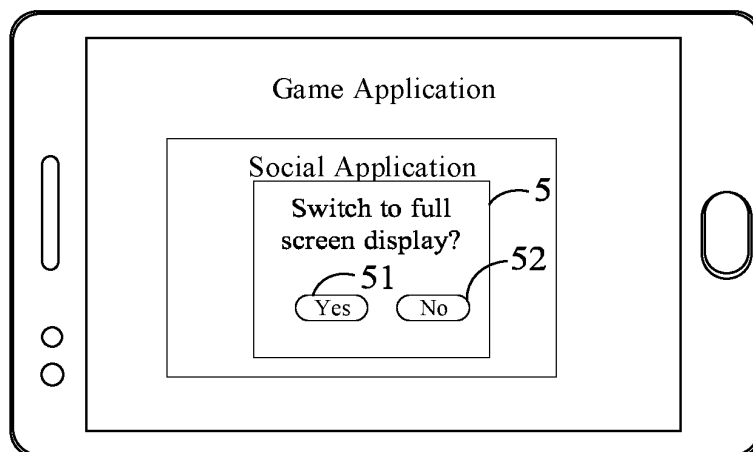 Game Application
Social Application
Switch to full
screen display?
5
51
52
Yes
No